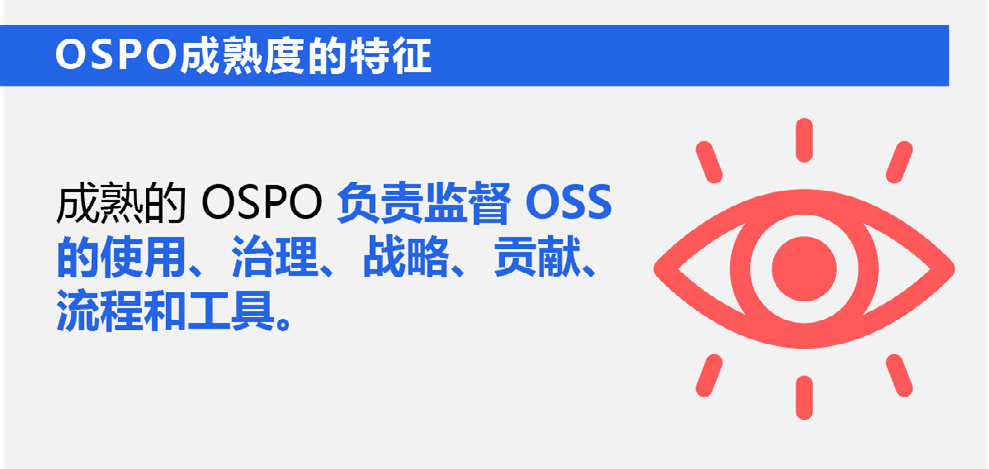 OSPO成熟度的特征
成熟的 OSPO 负责监督 OSS
的使用、治理、战略、贡献、
流程和工具。